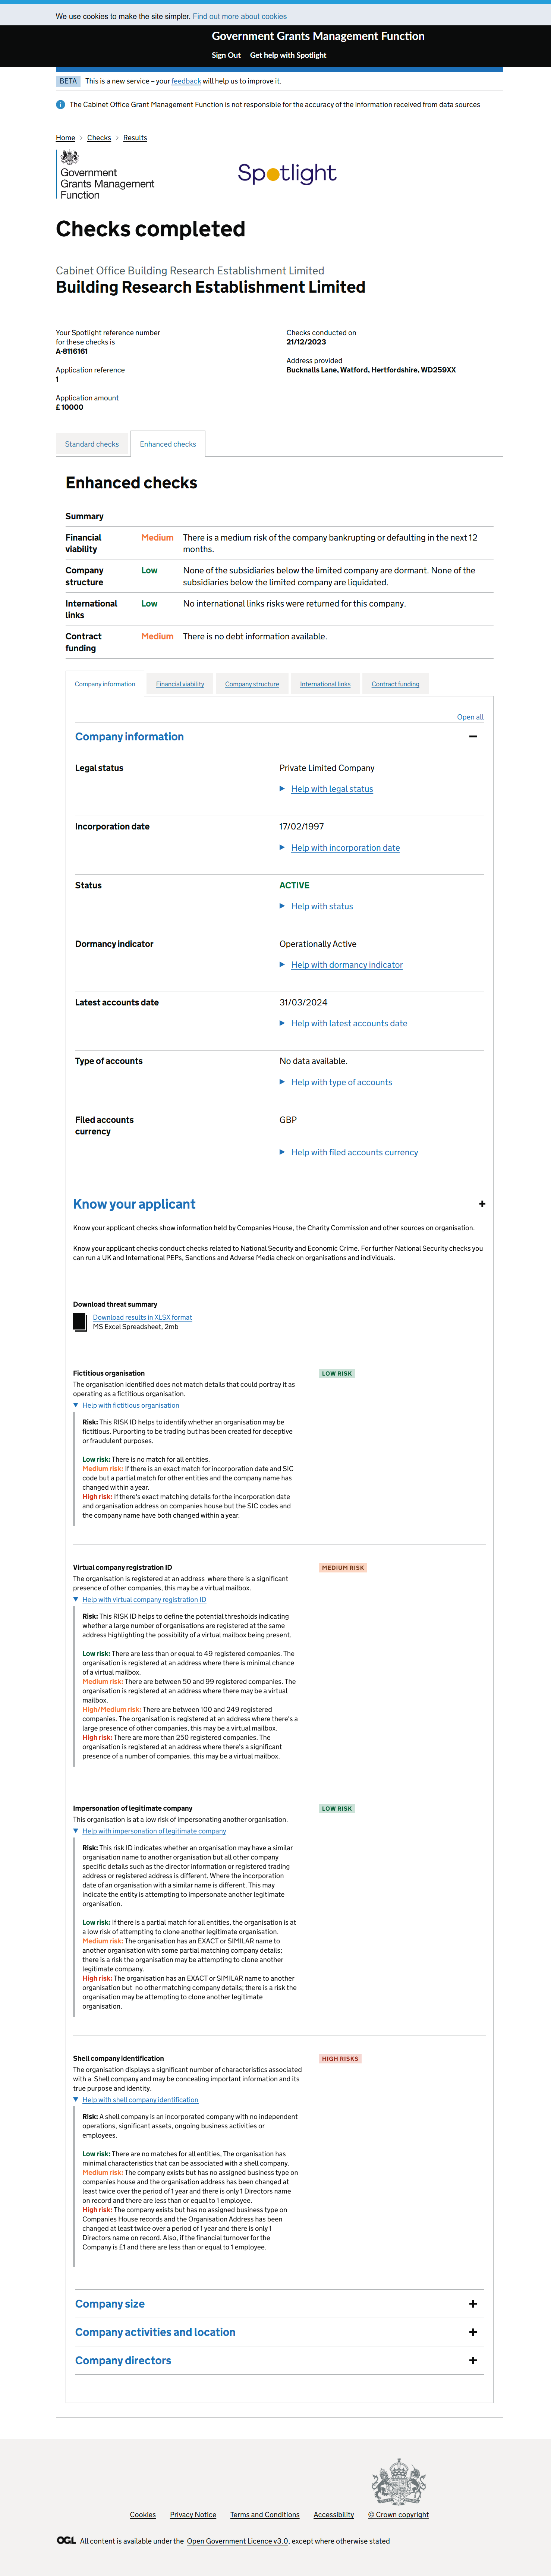 We use cookies to make the site simpler. Find out more about cookies
Government Grants Management Function
Sign Out Get help with Spotlight
BETA This is a new service – your feedback will help us to improve it.
i The Cabinet Office Grant Management Function is not responsible for the accuracy of the information received from data sources
Home > Checks > Results
Government
Grants Management
Function
Spotlight
Checks completed
Cabinet Office Building Research Establishment Limited
Building Research Establishment Limited
Your Spotlight reference number
for these checks is
A-8116161
Checks conducted on
21/12/2023
Application reference
1
Address provided
Bucknalls Lane, Watford, Hertfordshire, WD259XX
Application amount
£ 10000
Standard checks Enhanced checks
Enhanced checks
Summary
Financial viability Medium There is a medium risk of the company bankrupting or defaulting in the next 12
months.
Company structure Low None of the subsidiaries below the limited company are dormant. None of the
subsidiaries below the limited company are liquidated.
International links Low No international links risks were returned for this company.
Contract funding Medium There is no debt information available.
Company information Financial viability Company structure International links Contract funding
Open all
Company information
Legal status Private Limited Company
Help with legal status
Incorporation date 17/02/1997
Help with incorporation date
Status ACTIVE
Help with status
Dormancy indicator Operationally Active
Help with dormancy indicator
Latest accounts date 31/03/2024
Help with latest accounts date
Type of accounts No data available.
Help with type of accounts
Filed accounts currency GBP
Help with filed accounts currency
Know your applicant
Know your applicant checks show information held by Companies House, the Charity Commission and other sources on organisation.
Know your applicant checks conduct checks related to National Security and Economic Crime. For further National Security checks you
can run a UK and International PEPs, Sanctions and Adverse Media check on organisations and individuals.
Download threat summary
Download results in XLSX format
MS Excel Spreadsheet, 2mb
Fictitious organisation LOW RISK
The organisation identified does not match details that could portray it as
operating as a fictitious organisation.
Help with fictitious organisation
Risk: This RISK ID helps to identify whether an organisation may be
fictitious. Purporting to be trading but has been created for deceptive
or fraudulent purposes.
Low risk: There is no match for all entities.
Medium risk: If there is an exact match for incorporation date and SIC
code but a partial match for other entities and the company name has
changed within a year.
High risk: If there's exact matching details for the incorporation date
and organisation address on companies house but the SIC codes and
the company name have both changed within a year.
Virtual company registration ID MEDIUM RISK
The organisation is registered at an address where there is a significant
presence of other companies, this may be a virtual mailbox.
Help with virtual company registration ID
Risk: This RISK ID helps to define the potential thresholds indicating
whether a large number of organisations are registered at the same
address highlighting the possibility of a virtual mailbox being present.
Low risk: There are less than or equal to 49 registered companies. The
organisation is registered at an address where there is minimal chance
of a virtual mailbox.
Medium risk: There are between 50 and 99 registered companies. The
organisation is registered at an address where there may be a virtual
mailbox.
High/Medium risk: There are between 100 and 249 registered
companies. The organisation is registered at an address where there's a
large presence of other companies, this may be a virtual mailbox.
High risk: There are more than 250 registered companies. The
organisation is registered at an address where there's a significant
presence of a number of companies, this may be a virtual mailbox.
Impersonation of legitimate company LOW RISK
This organisation is at a low risk of impersonating another organisation.
Help with impersonation of legitimate company
Risk: This risk ID indicates whether an organisation may have a similar
organisation name to another organisation but all other company
specific details such as the director information or registered trading
address or registered address is different. Where the incorporation
date of an organisation with a similar name is different. This may
indicate the entity is attempting to impersonate another legitimate
organisation.
Low risk: If there is a partial match for all entities, the organisation is at
a low risk of attempting to clone another legitimate organisation.
Medium risk: The organisation has an EXACT or SIMILAR name to
another organisation with some partial matching company details;
there is a risk the organisation may be attempting to clone another
legitimate company.
High risk: The organisation has an EXACT or SIMILAR name to another
organisation but no other matching company details; there is a risk the
organisation may be attempting to clone another legitimate
organisation.
Shell company identification HIGH RISKS
The organisation displays a significant number of characteristics associated
with a Shell company and may be concealing important information and its
true purpose and identity.
Help with shell company identification
Risk: A shell company is an incorporated company with no independent
operations, significant assets, ongoing business activities or
employees.
Low risk: There are no matches for all entities, The organisation has
minimal characteristics that can be associated with a shell company.
Medium risk: The company exists but has no assigned business type on
companies house and the organisation address has been changed at
least twice over the period of 1 year and there is only 1 Directors name
on record and there are less than or equal to 1 employee.
High risk: The company exists but has no assigned business type on
Companies House records and the Organisation Address has been
changed at least twice over a period of 1 year and there is only 1
Directors name on record. Also, if the financial turnover for the
Company is £1 and there are less than or equal to 1 employee.
Company size
Company activities and location
Company directors
Cookies Privacy Notice Terms and Conditions Accessibility © Crown copyright
OGL All content is available under the Open Government Licence v3.0, except where otherwise stated